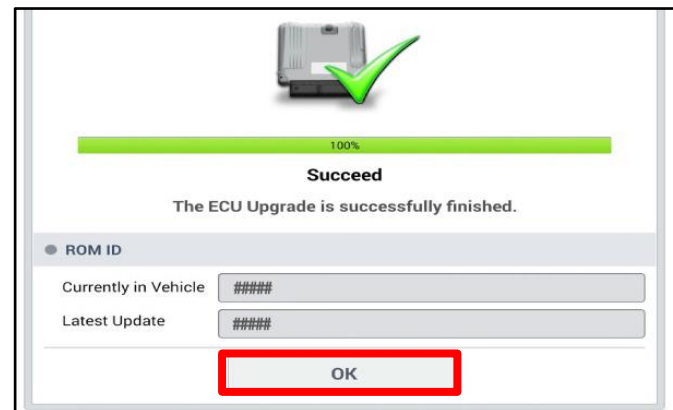 100%
Succeed
The ECU Upgrade is successfully finished.
ROM ID
Currently in Vehicle #####
Latest Update #####
OK